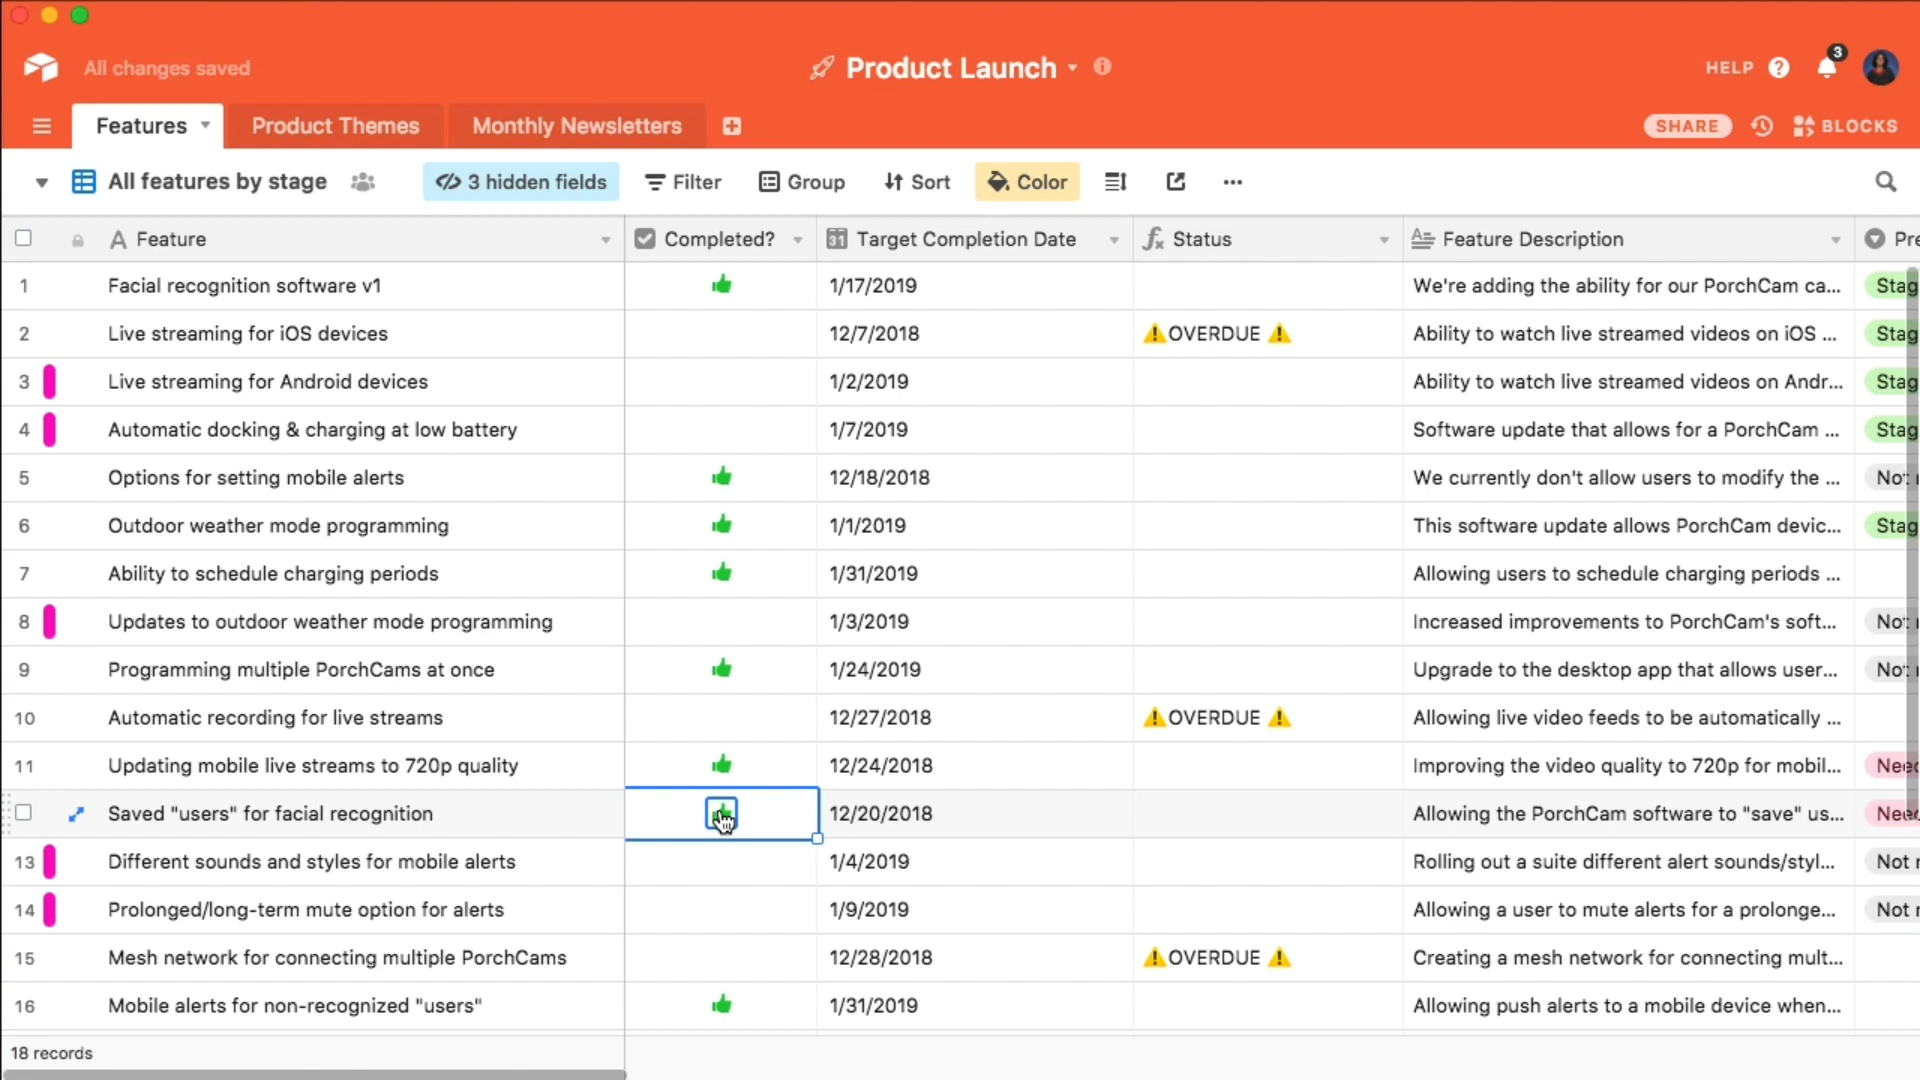 All changes saved
Product Launch
HELP ?
3
Features
Product Themes
Monthly Newsletters
SHARE
BLOCKS
All features by stage
3 hidden fields
Filter
Group
Sort
Color
A Feature
Completed?
31 Target Completion Date
fx Status
A Feature Description
Pre
1 Facial recognition software v1 1/17/2019 We're adding the ability for our PorchCam ca... Stag
2 Live streaming for iOS devices 12/7/2018 OVERDUE Ability to watch live streamed videos on iOS ... Stag
3 Live streaming for Android devices 1/2/2019 Ability to watch live streamed videos on Andr... Stag
4 Automatic docking & charging at low battery 1/7/2019 Software update that allows for a PorchCam ... Stag
5 Options for setting mobile alerts 12/18/2018 We currently don't allow users to modify the ... Not
6 Outdoor weather mode programming 1/1/2019 This software update allows PorchCam devic... Stag
7 Ability to schedule charging periods 1/31/2019 Allowing users to schedule charging periods ...
8 Updates to outdoor weather mode programming 1/3/2019 Increased improvements to PorchCam's soft... Not
9 Programming multiple PorchCams at once 1/24/2019 Upgrade to the desktop app that allows user... Not
10 Automatic recording for live streams 12/27/2018 OVERDUE Allowing live video feeds to be automatically ...
11 Updating mobile live streams to 720p quality 12/24/2018 Improving the video quality to 720p for mobil... Need
Saved "users" for facial recognition 12/20/2018 Allowing the PorchCam software to "save" us... Need
13 Different sounds and styles for mobile alerts 1/4/2019 Rolling out a suite different alert sounds/styl... Not r
14 Prolonged/long-term mute option for alerts 1/9/2019 Allowing a user to mute alerts for a prolonge... Not r
15 Mesh network for connecting multiple PorchCams 12/28/2018 OVERDUE Creating a mesh network for connecting mult...
16 Mobile alerts for non-recognized "users" 1/31/2019 Allowing push alerts to a mobile device when...
18 records